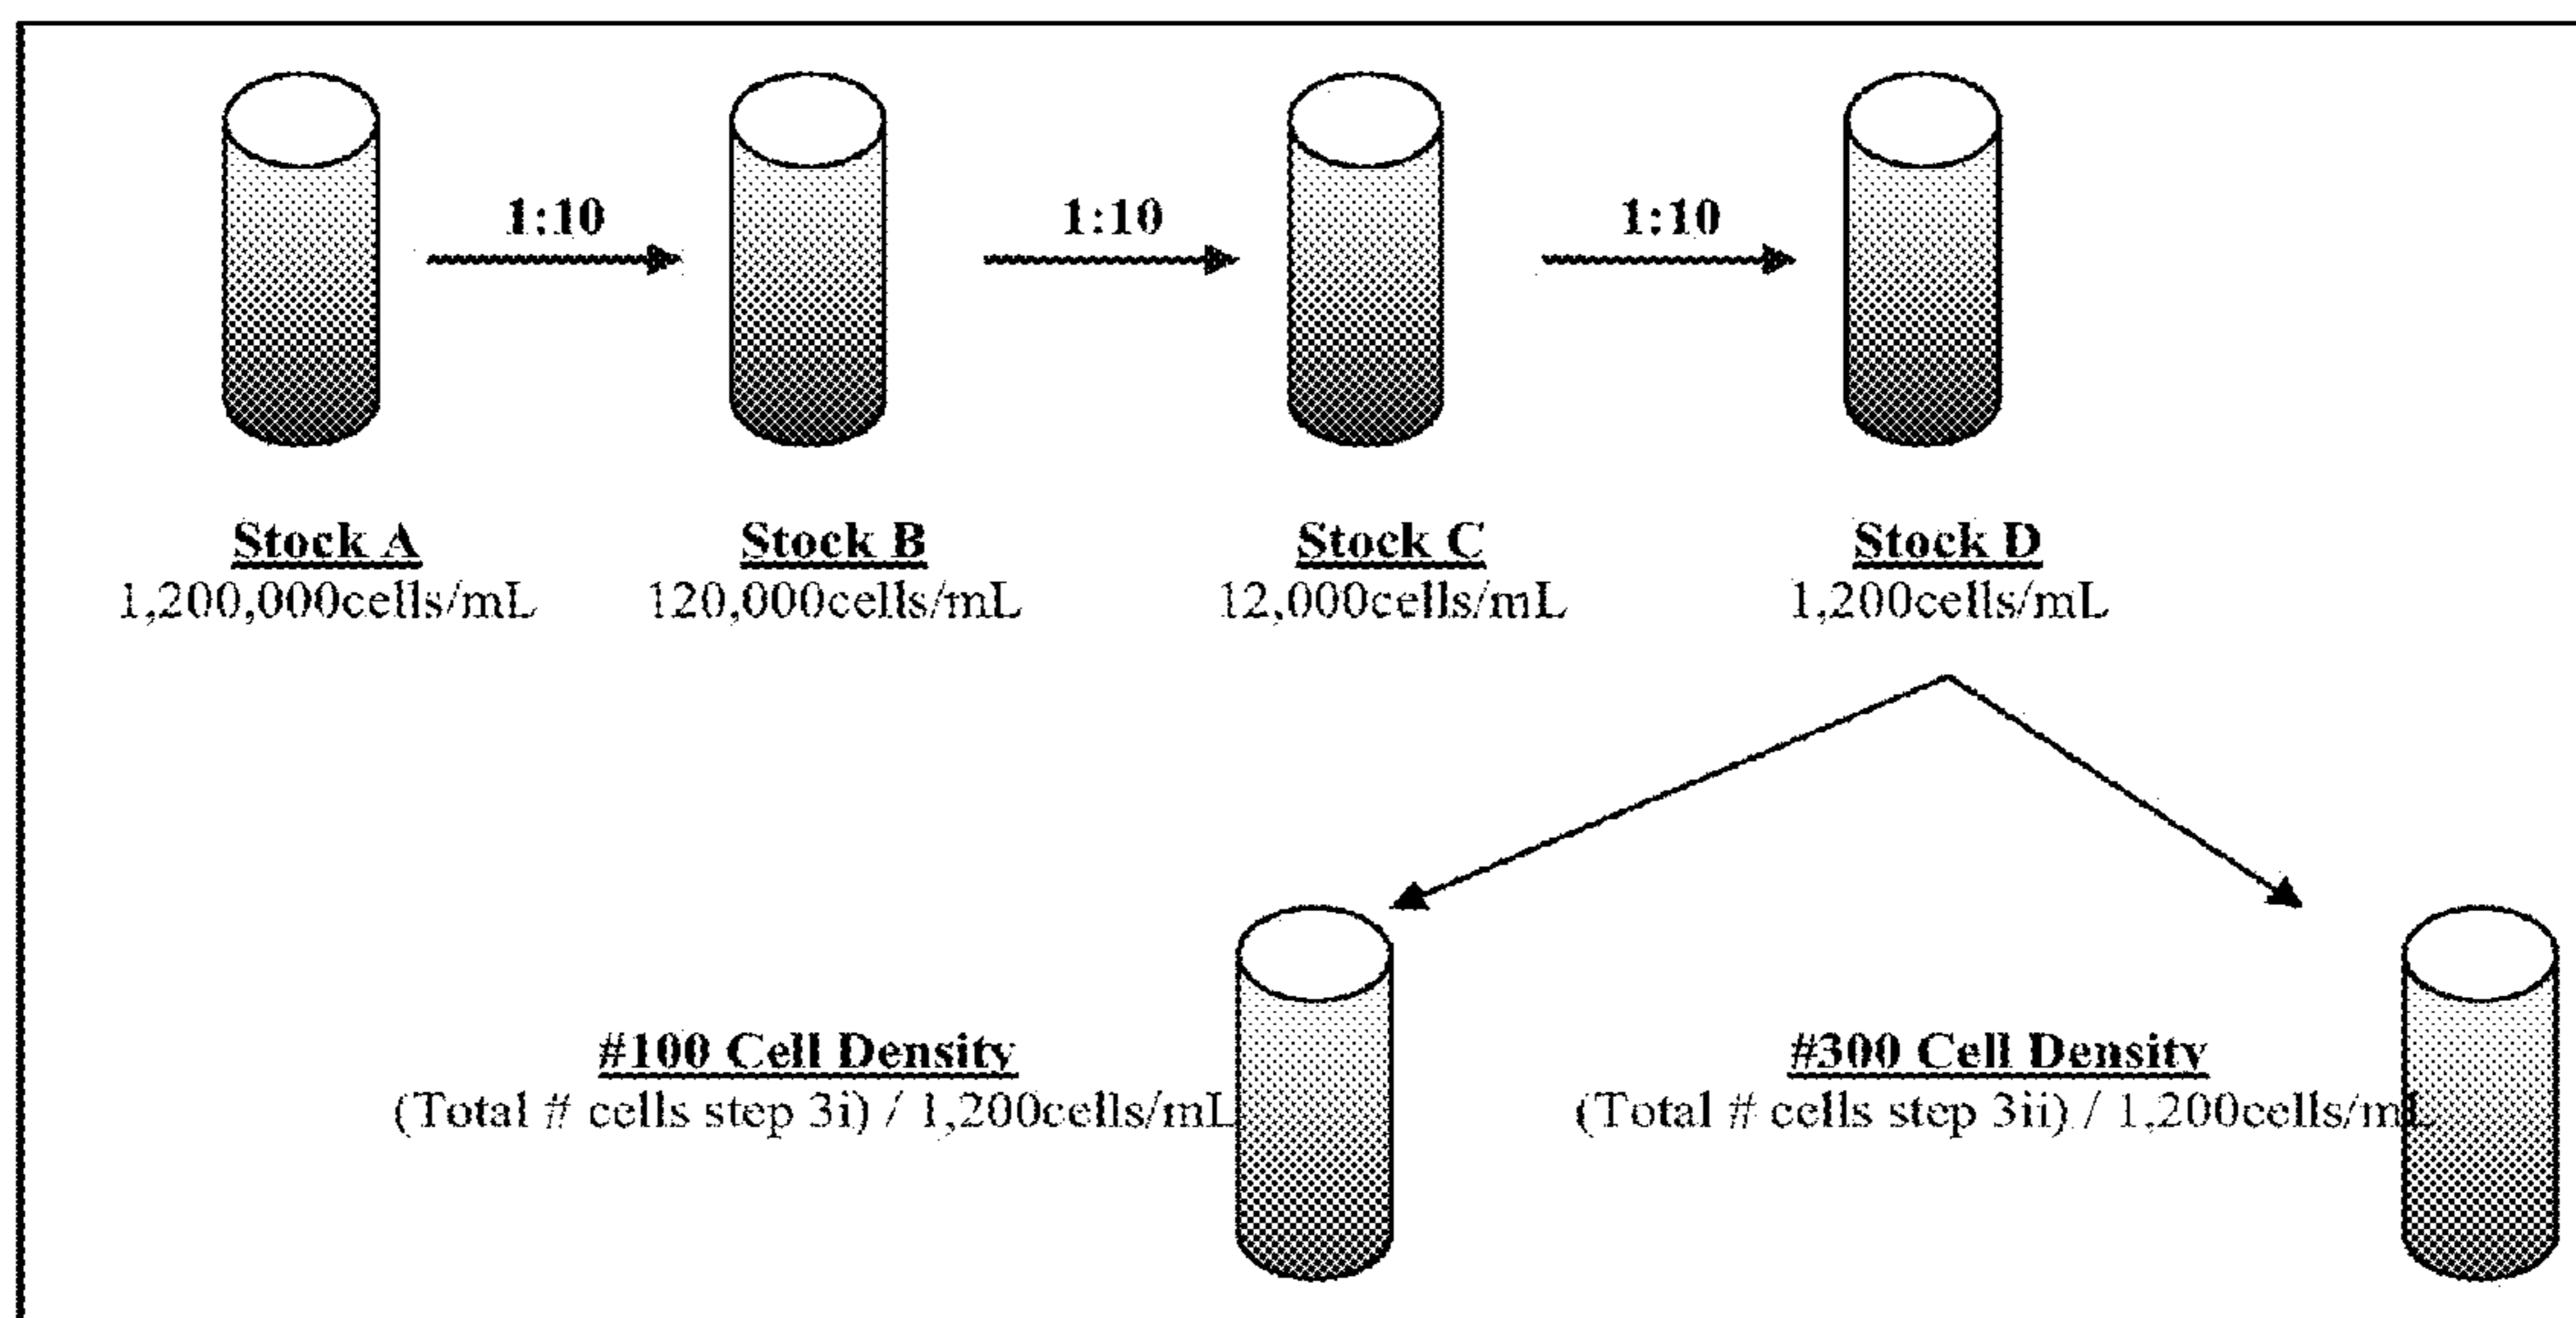 1:10 1:10 1:10
Stock A Stock B Stock C Stock D
1,200,000cells/mL 120,000cells/mL 12,000cells/mL 1,200cells/mL
#100 Cell Density #300 Cell Density
(Total # cells step 3i) / 1,200cells/mL (Total # cells step 3ii) / 1,200cells/mL